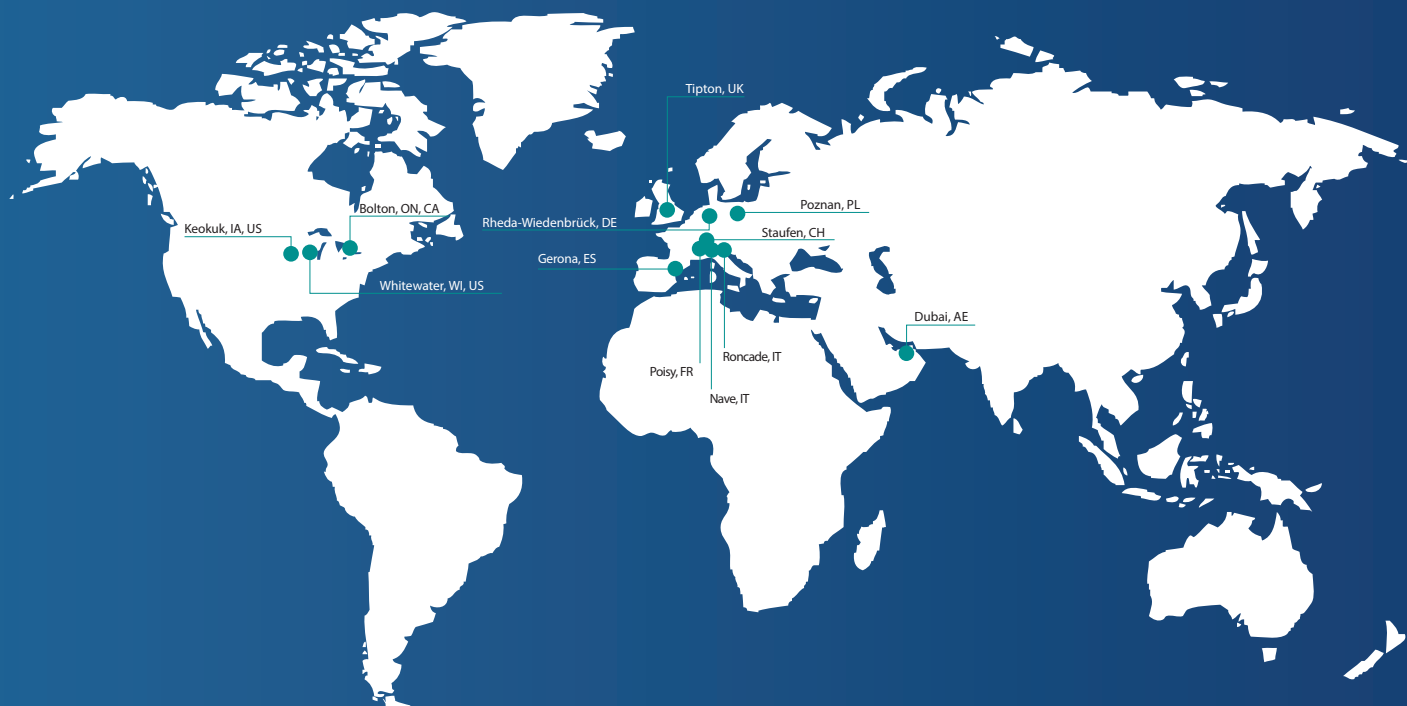 Tipton, UK
Poznan, PL
Bolton, ON, CA
Rheda-Wiedenbrück, DE
Keokuk, IA, US
Staufen, CH
Gerona, ES
Whitewater, WI, US
Dubai, AE
Roncade, IT
Poisy, FR
Nave, IT